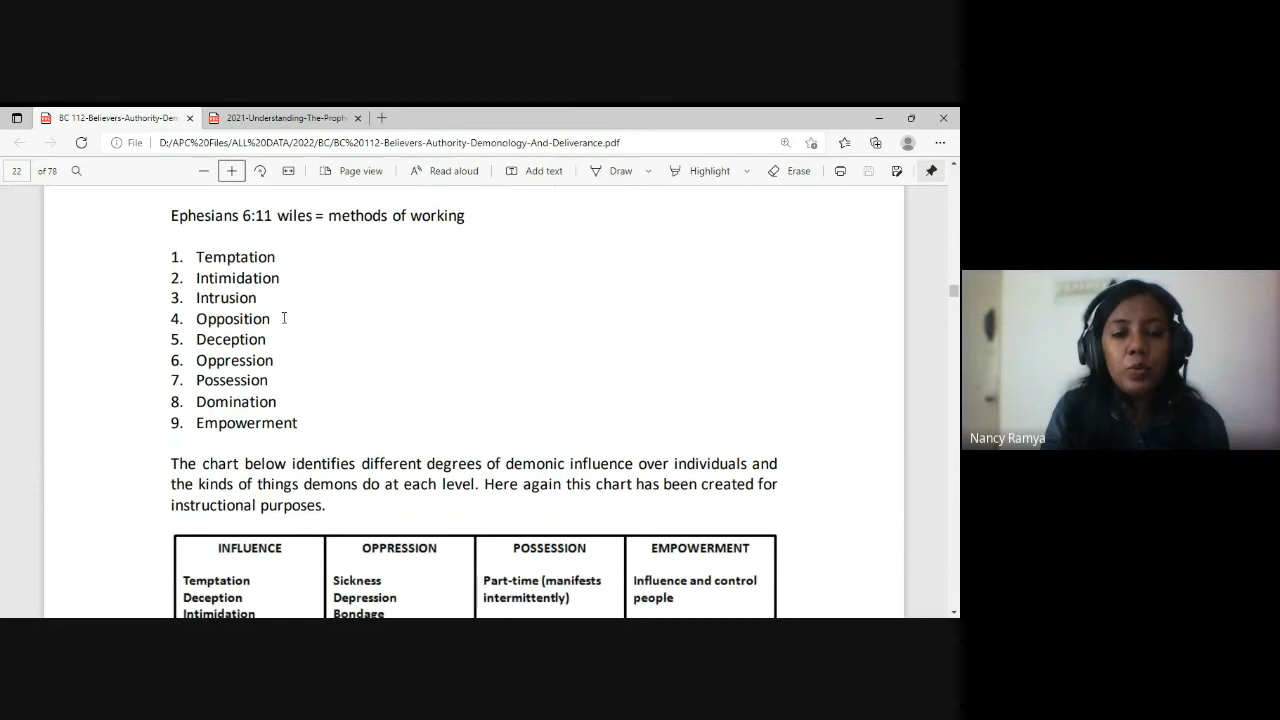 BC 112-Believers-Authority-Dem
2021-Understanding-The-Proph
File
D:/APC%20Files/ALL%20DATA/2022/BC/BC%20112-Believers-Authority-Demonology-And-Deliverance.pdf
22 of 78
Page view
Read aloud
Add text
Draw
Highlight
Erase
Ephesians 6:11 wiles = methods of working
1. Temptation
2. Intimidation
3. Intrusion
4. Opposition
5. Deception
6. Oppression
7. Possession
8. Domination
9. Empowerment
The chart below identifies different degrees of demonic influence over individuals and
the kinds of things demons do at each level. Here again this chart has been created for
instructional purposes.
INFLUENCE OPPRESSION POSSESSION EMPOWERMENT
Temptation Sickness Part-time (manifests Influence and control
Deception Depression intermittently) people
Intimidation Bondage
Nancy Ramya